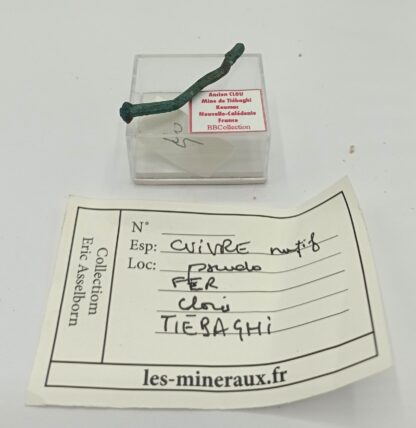 Ancien CLOU
Mine de Tiébaghi
Koumac
Nouvelle-Calédonie
France
BBCollection
Collection
Eric Asselborn
N°
Esp: CUIVRE natif
Loc: pseudo
FER
clou
TIEBAGHI
les-mineraux.fr